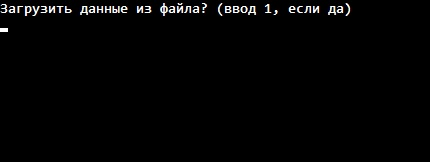 Загрузить данные из файла? (ввод 1, если да)